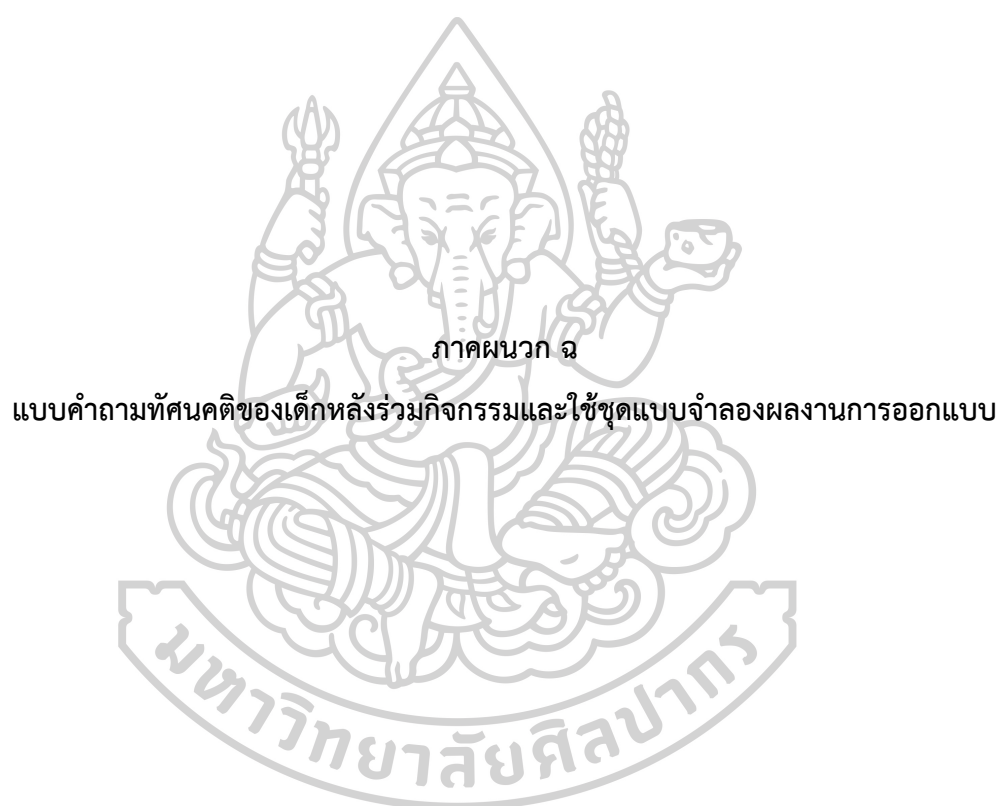 ภาคผนวก ฉ
แบบคำถามทัศนคติของเด็กหลังร่วมกิจกรรมและใช้ชุดแบบจำลองผลงานการออกแบบ
มหาวิทยาลัยศิลปากร